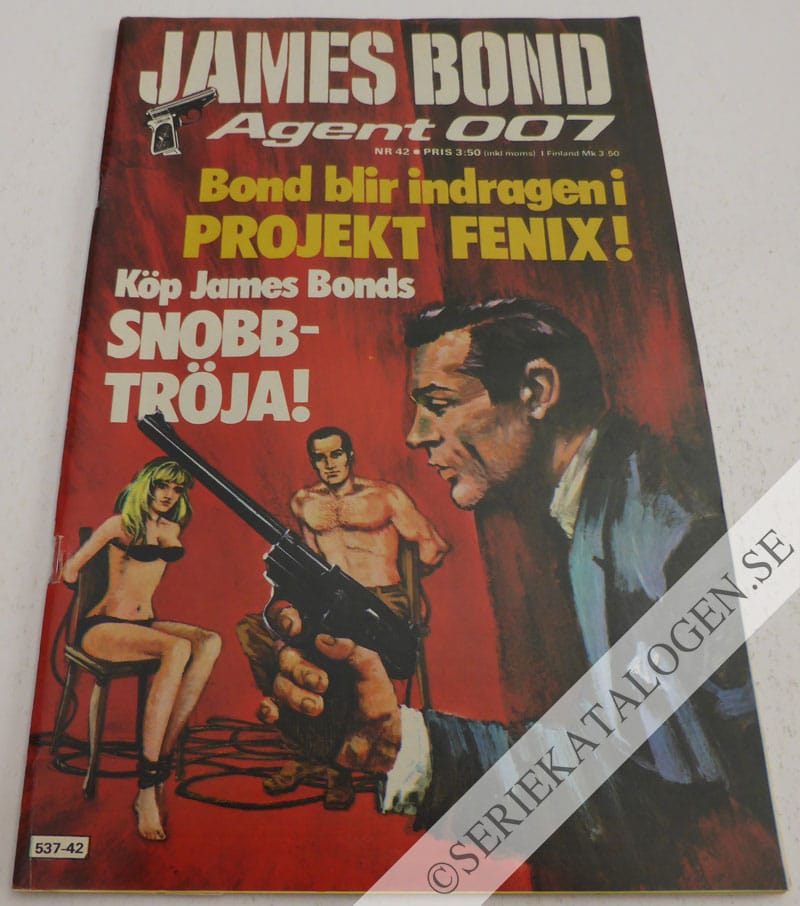 JAMES BOND
Agent 007
NR 42 • PRIS 3:50 (inkl moms) I Finland Mk 3.50
Bond blir indragen i
PROJEKT FENIX!
Köp James Bonds
SNOBB-
TRÖJA!
537-42
©SERIEKATALOGEN.SE